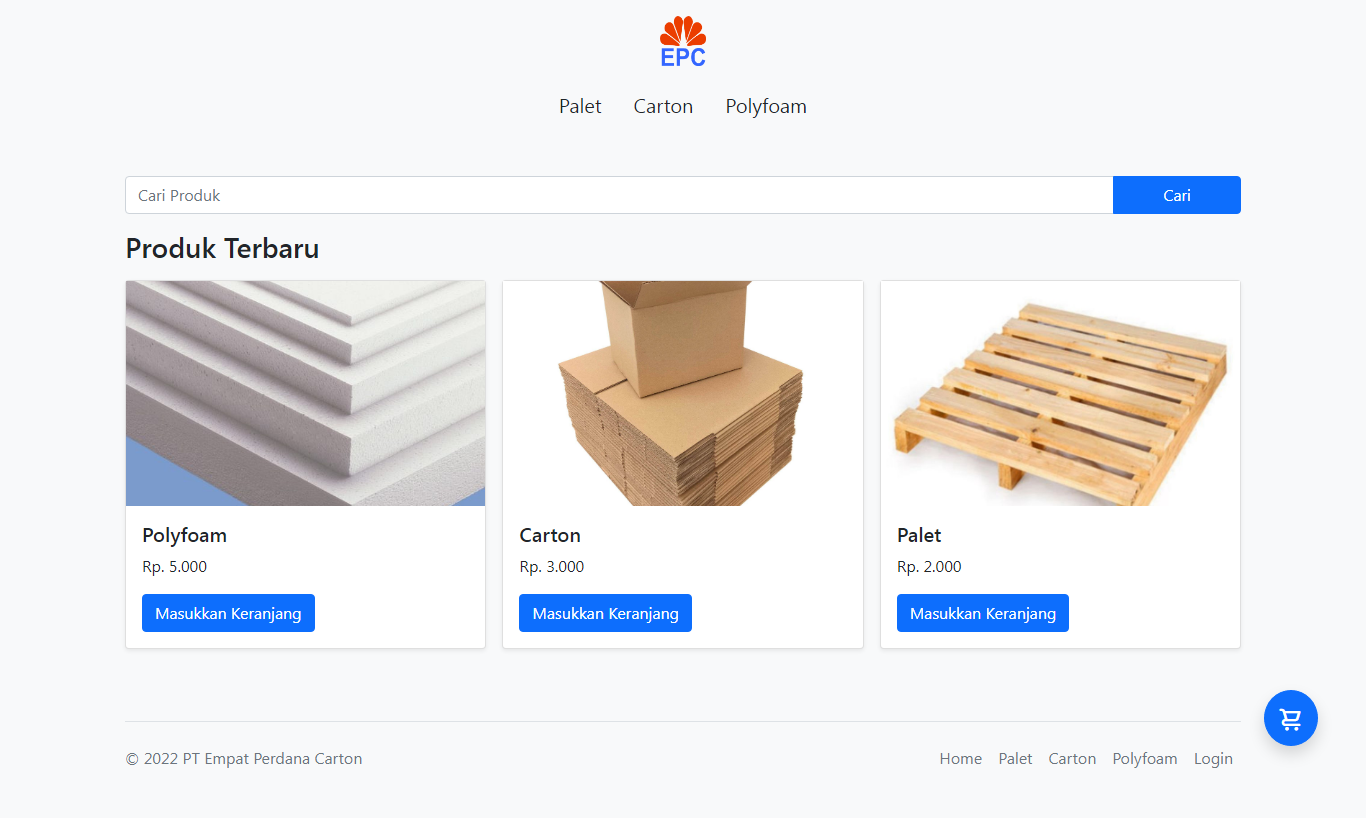 EPC
Palet Carton Polyfoam
Cari Produk Cari
Produk Terbaru
Polyfoam
Rp. 5.000
Masukkan Keranjang
Carton
Rp. 3.000
Masukkan Keranjang
Palet
Rp. 2.000
Masukkan Keranjang
© 2022 PT Empat Perdana Carton
Home Palet Carton Polyfoam Login